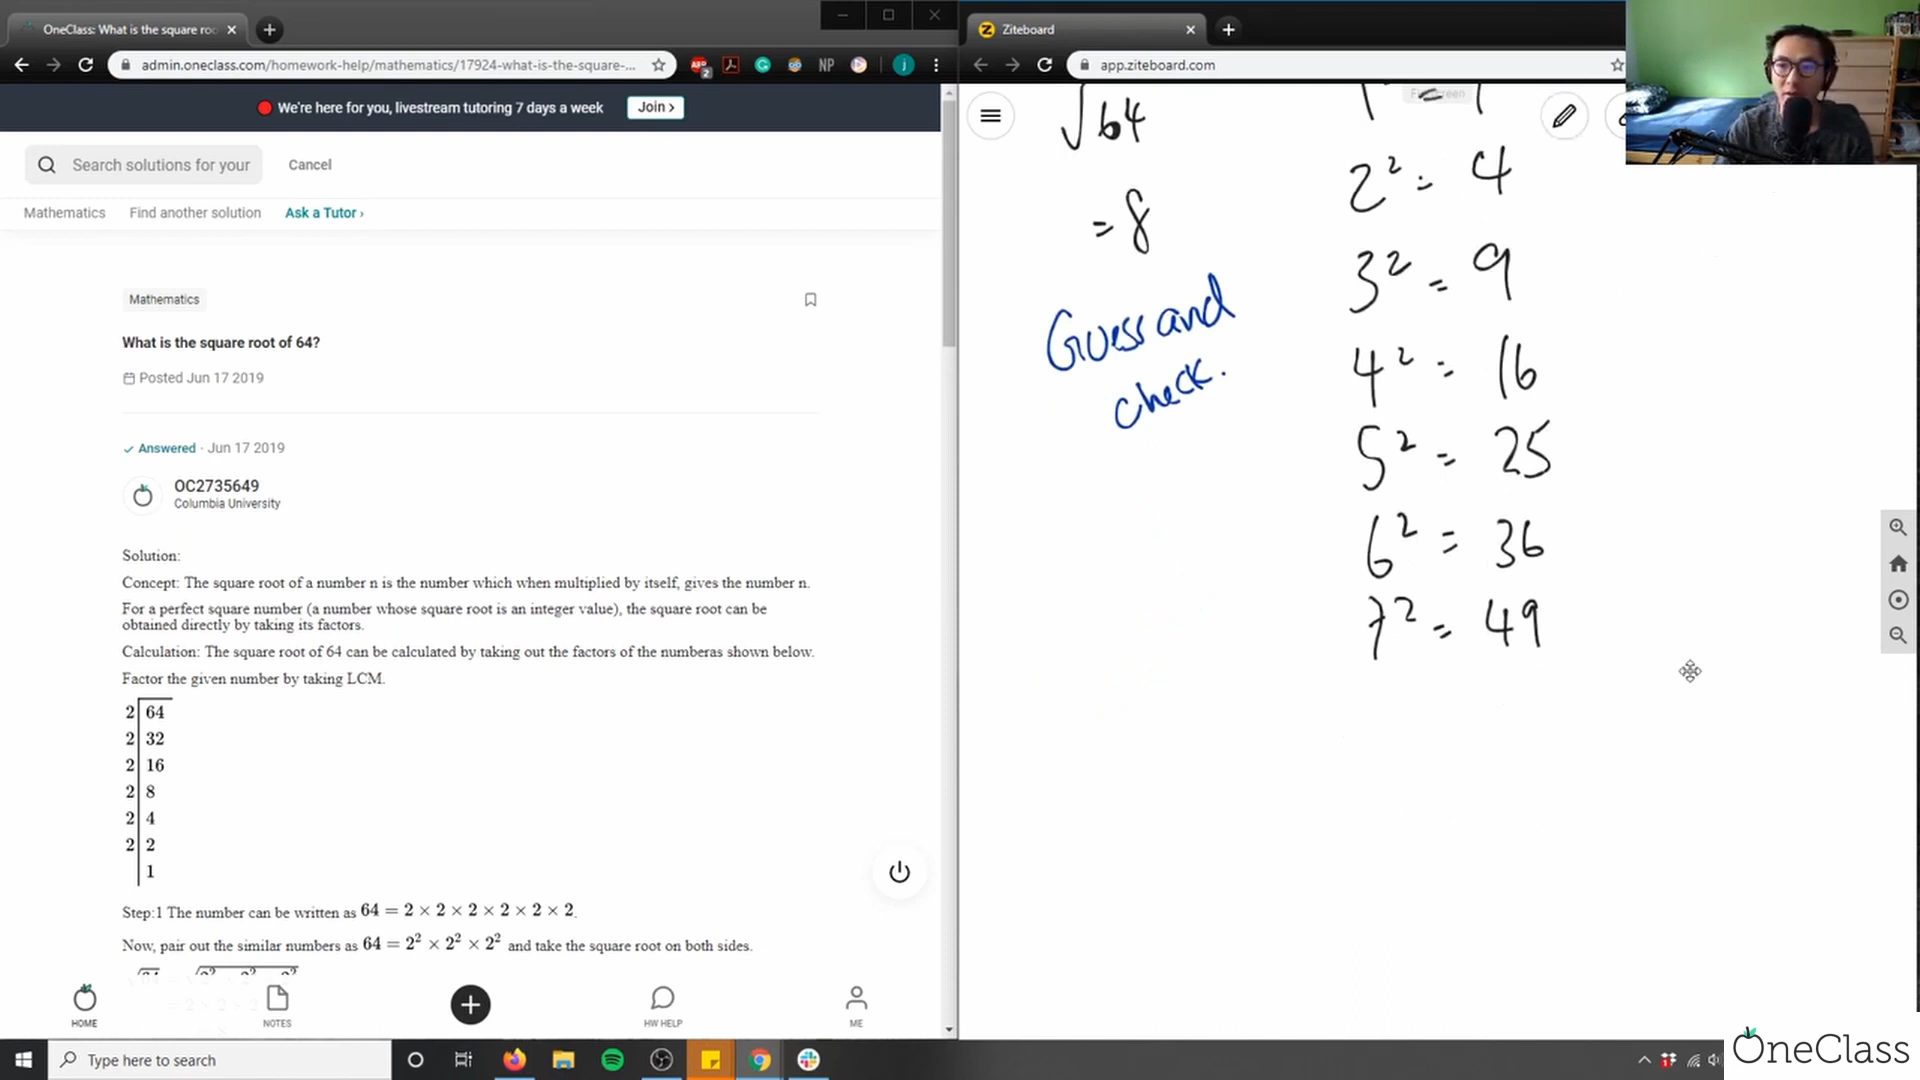 OneClass: What is the square roo
Ziteboard
admin.oneclass.com/homework-help/mathematics/17924-what-is-the-square-...
NP
j
2
app.ziteboard.com
We're here for you, livestream tutoring 7 days a week
Join ›
Search solutions for your
Cancel
Mathematics
Find another solution
Ask a Tutor ›
Mathematics
What is the square root of 64?
Posted Jun 17 2019
Answered · Jun 17 2019
OC2735649
Columbia University
Solution:
Concept: The square root of a number n is the number which when multiplied by itself, gives the number n.
For a perfect square number (a number whose square root is an integer value), the square root can be
obtained directly by taking its factors.
Calculation: The square root of 64 can be calculated by taking out the factors of the numberas shown below.
Factor the given number by taking LCM.
2 64
2 32
2 16
2 8
2 4
2 2
1
Step:1 The number can be written as 64 = 2 × 2 × 2 × 2 × 2 × 2.
Now, pair out the similar numbers as 64 = 2² × 2² × 2² and take the square root on both sides.
HOME
NOTES
HW HELP
ME
√64
= 8
Guess and
check.
2² = 4
3² = 9
4² = 16
5² = 25
6² = 36
7² = 49
Type here to search
OneClass